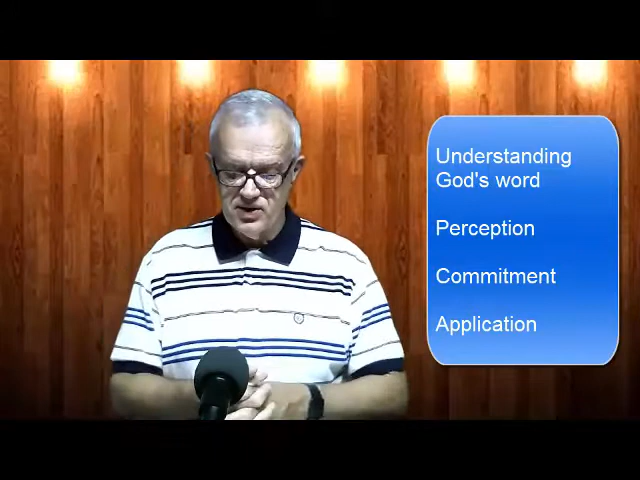 Understanding
God's word
Perception
Commitment
Application